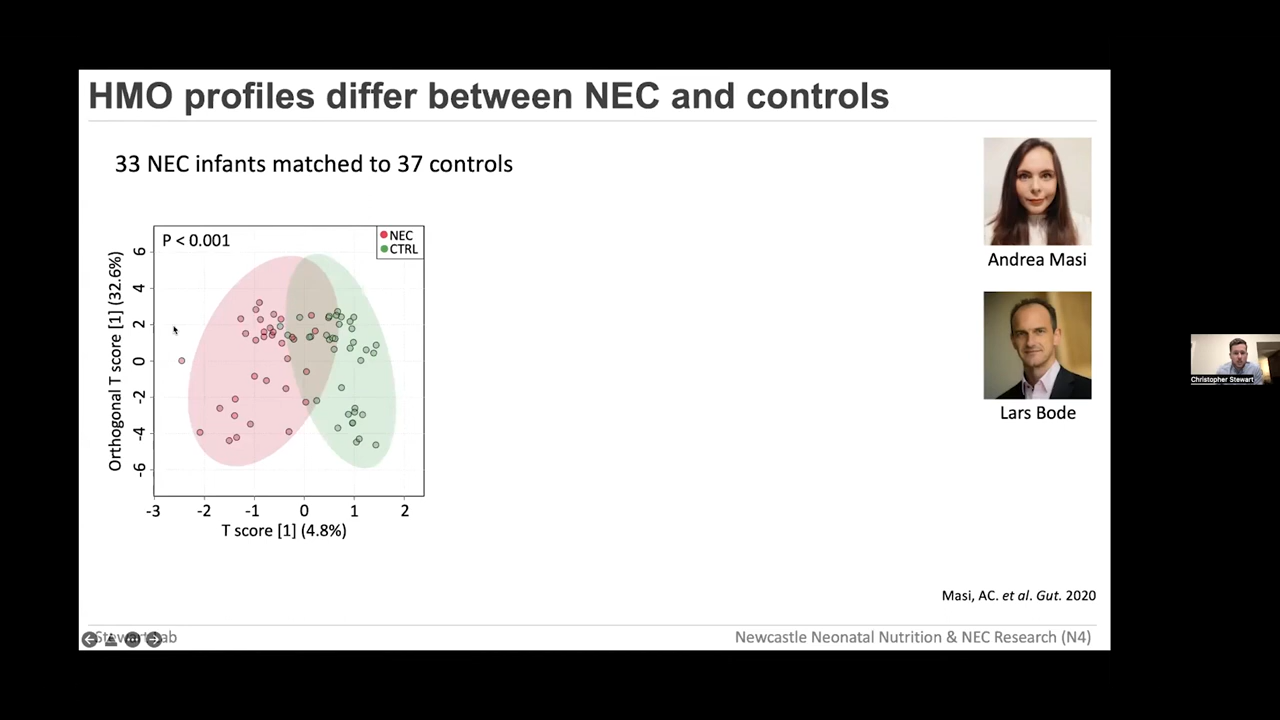 HMO profiles differ between NEC and controls
33 NEC infants matched to 37 controls
P < 0.001
NEC
CTRL
Orthogonal T score [1] (32.6%)
6
4
2
0
-2
-4
-6
-3 -2 -1 0 1 2
T score [1] (4.8%)
Andrea Masi
Lars Bode
Christopher Stewart
Masi, AC. et al. Gut. 2020
Stewart Lab
Newcastle Neonatal Nutrition & NEC Research (N4)